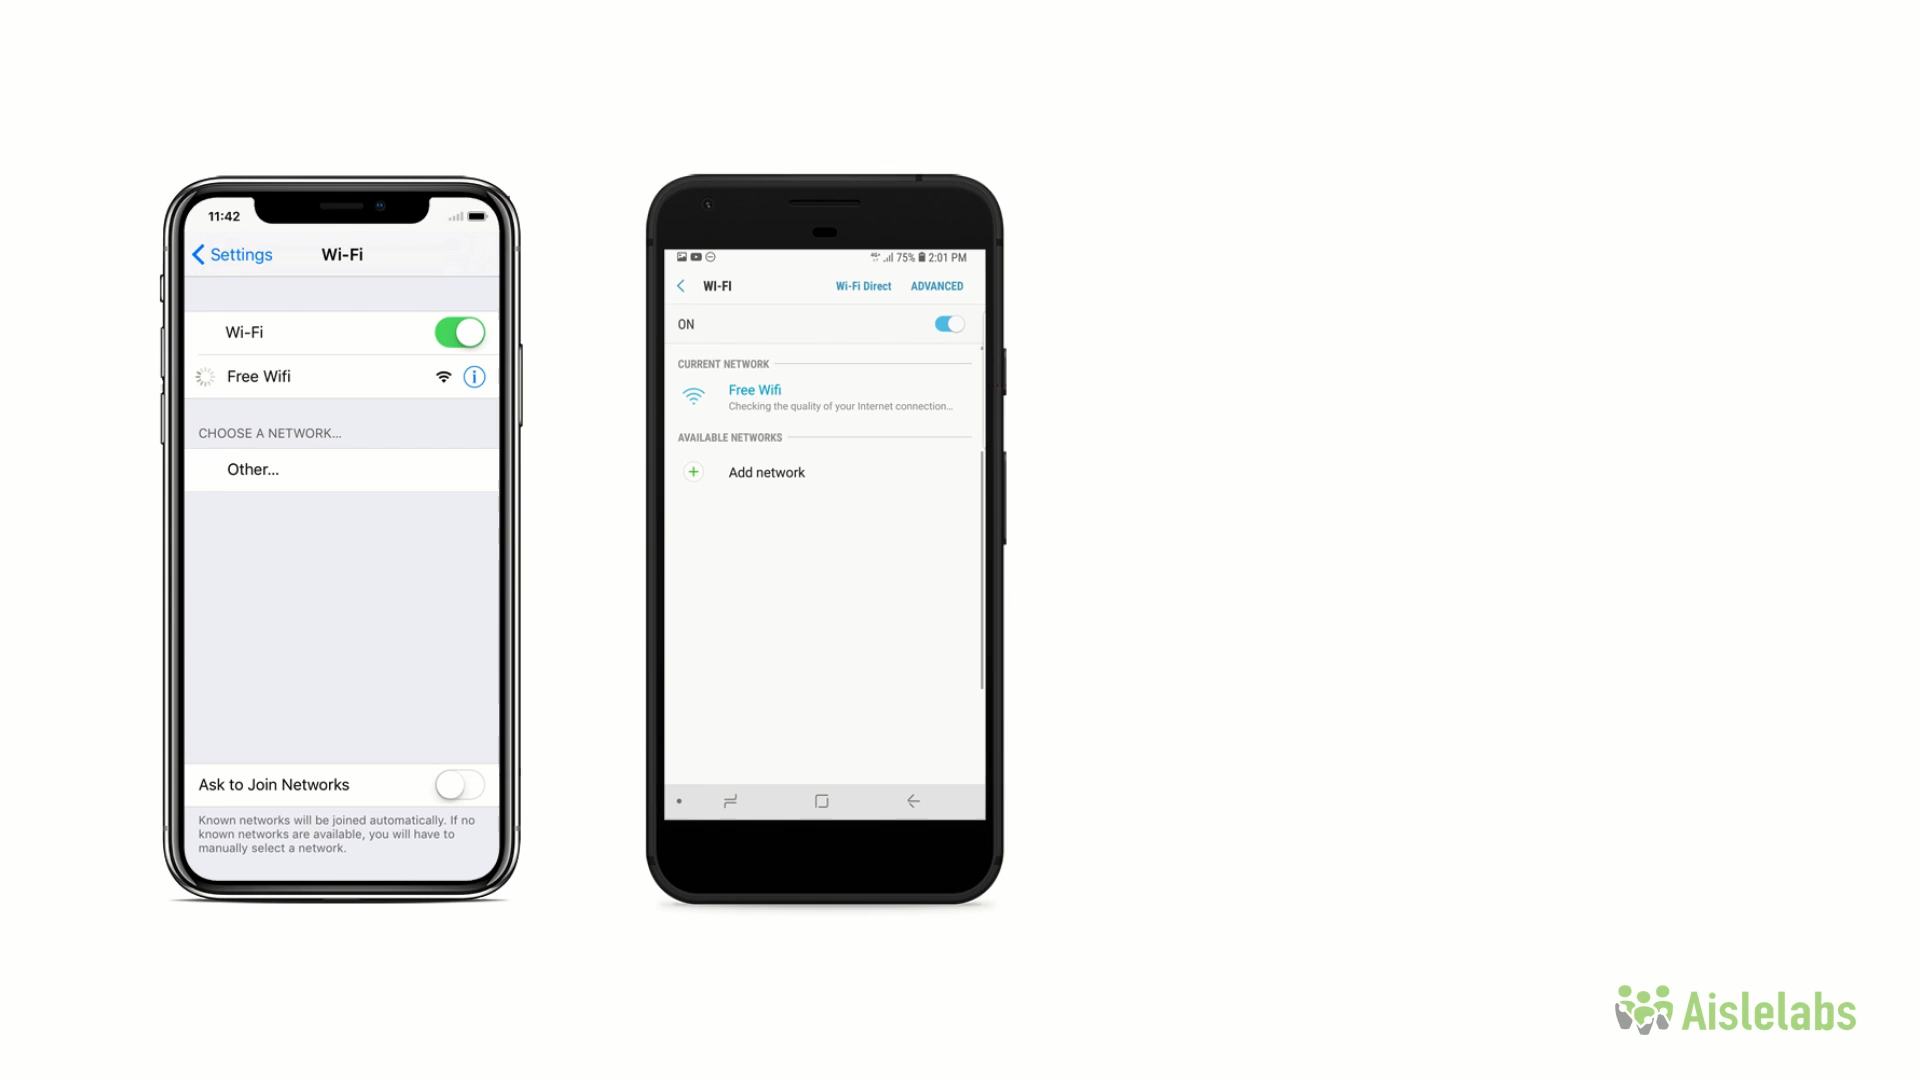 11:42
Settings
Wi-Fi
Wi-Fi
Free Wifi
CHOOSE A NETWORK...
Other...
Ask to Join Networks
Known networks will be joined automatically. If no
known networks are available, you will have to
manually select a network.
75% 2:01 PM
WI-FI
Wi-Fi Direct
ADVANCED
ON
CURRENT NETWORK
Free Wifi
Checking the quality of your Internet connection...
AVAILABLE NETWORKS
Add network
Aislelabs